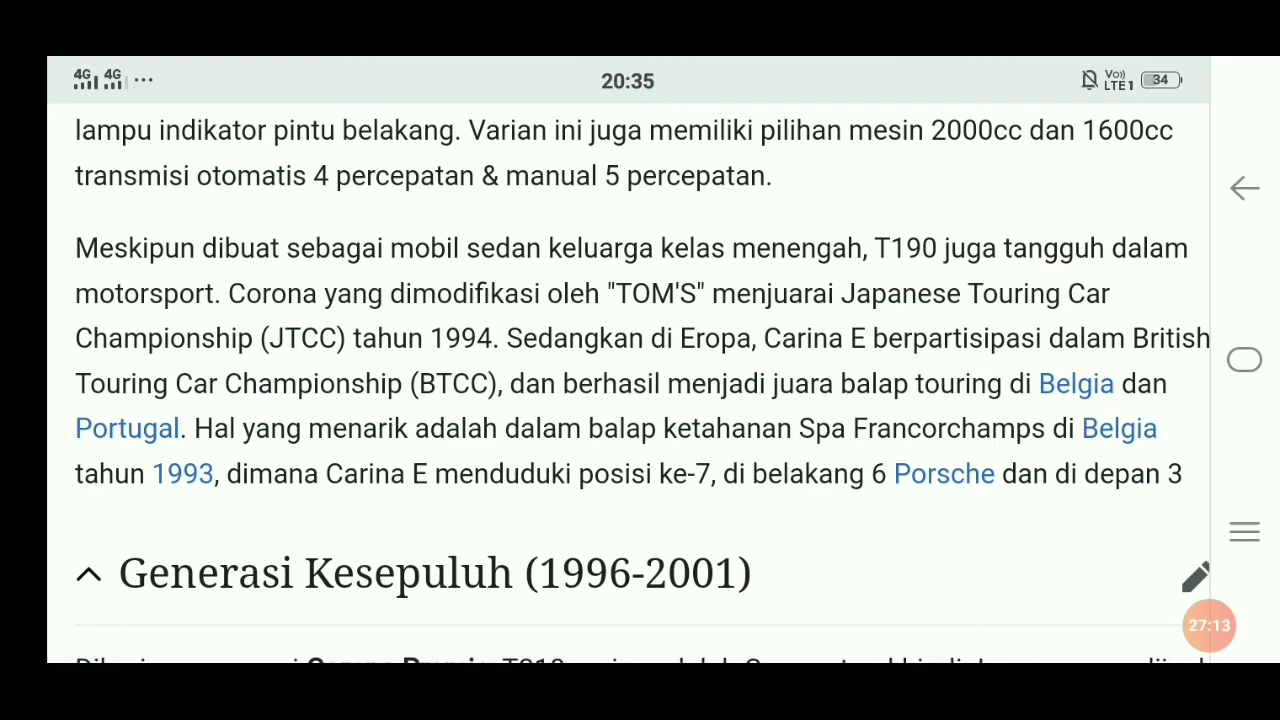 4G 4G ... 20:35 Vo)) LTE1 34
lampu indikator pintu belakang. Varian ini juga memiliki pilihan mesin 2000cc dan 1600cc
transmisi otomatis 4 percepatan & manual 5 percepatan.
Meskipun dibuat sebagai mobil sedan keluarga kelas menengah, T190 juga tangguh dalam
motorsport. Corona yang dimodifikasi oleh "TOM'S" menjuarai Japanese Touring Car
Championship (JTCC) tahun 1994. Sedangkan di Eropa, Carina E berpartisipasi dalam British
Touring Car Championship (BTCC), dan berhasil menjadi juara balap touring di Belgia dan
Portugal. Hal yang menarik adalah dalam balap ketahanan Spa Francorchamps di Belgia
tahun 1993, dimana Carina E menduduki posisi ke-7, di belakang 6 Porsche dan di depan 3
Generasi Kesepuluh (1996-2001)
27:13